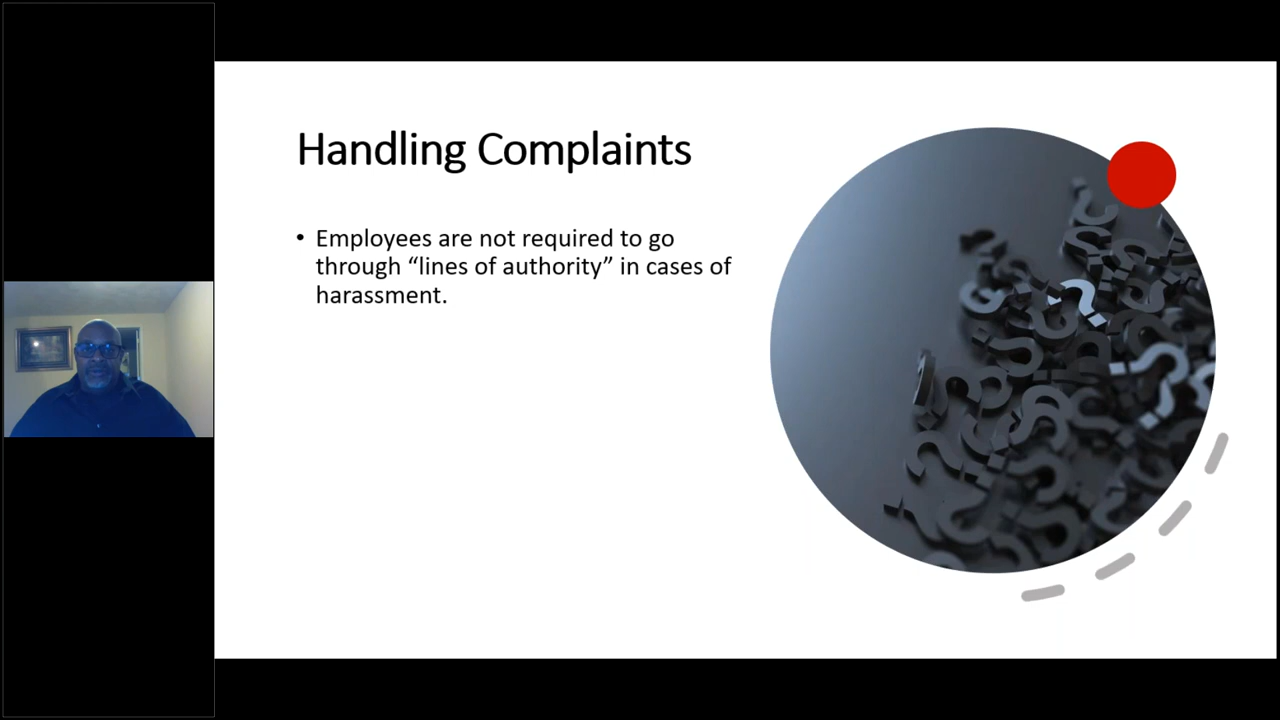 Handling Complaints
• Employees are not required to go
through “lines of authority” in cases of
harassment.